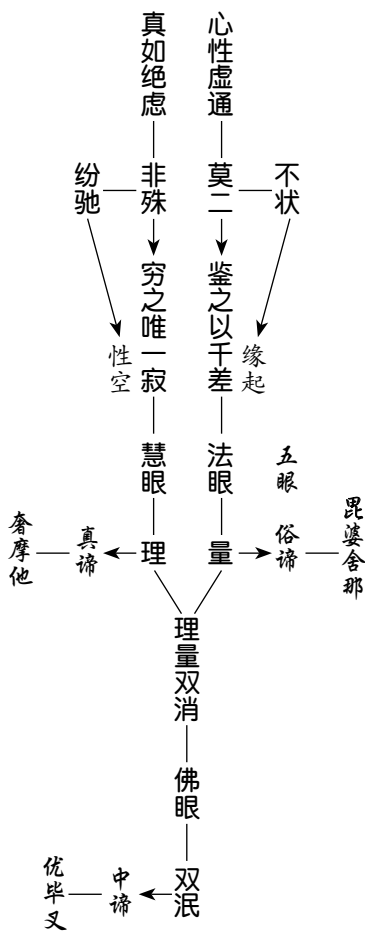 心性虚通
真如绝虑
不状
莫二
非殊
纷驰
缘起
鉴之以千差
穷之唯一寂
性空
五眼
法眼
慧眼
毘婆舍那
俗谛
量
理
真谛
奢摩他
理量双消
佛眼
双泯
中谛
优毕叉